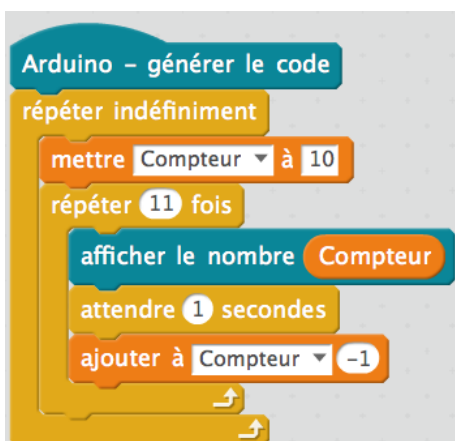 Arduino – générer le code
répéter indéfiniment
mettre Compteur à 10
répéter 11 fois
afficher le nombre Compteur
attendre 1 secondes
ajouter à Compteur -1